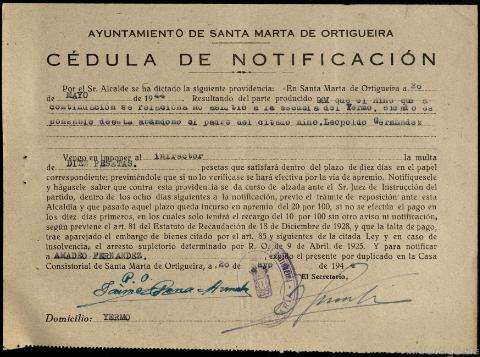 AYUNTAMIENTO DE SANTA MARTA DE ORTIGUEIRA
CÉDULA DE NOTIFICACIÓN
Por el Sr. Alcalde se ha dictado la siguiente providencia: «En Santa Marta de Ortigueira a 20
de MAYO de 1944 Resultando del parte producido por que el niño que a
continuación se relaciona no asistió a la escuela del Yermo, siendo es
ponsable de este abandono el padre del citado niño. Leopoldo Fernández
Vengo en imponer al infractor la multa
de DIEZ PESETAS. pesetas que satisfará dentro del plazo de diez días en el papel
correspondiente; previniéndole que si no lo verificase se hará efectiva por la vía de apremio. Notifíquesele
y hágasele saber que contra esta providencia se da curso de alzada ante el Sr. Juez de Instrucción del
partido, dentro de los ocho días siguientes a la notificación, previo el trámite de reposición ante esta
Alcaldía y que pasado aquel plazo queda incurso en apremio del 20 por 100, si no se efectúa el pago en
los diez días primeros, en los cuales solo tendrá el recargo del 10 por 100 sin otro aviso ni notificación,
según previene el art. 81 del Estatuto de Recaudación de 18 de Diciembre de 1928, y que la falta de pago,
trae aparejado el embargo de bienes citado por el art. 85 y siguientes de la citada Ley y en caso de
insolvencia, el arresto supletorio determinado por R. O. de 9 de Abril de 1925. Y para notificar
a AMADEO FERNANDEZ. expido el presente por duplicado en la Casa
Consistorial de Santa Marta de Ortigueira, a 20 de Mayo de 194
El Secretario,
P. O.
Jaime
Domicilio: YERMO